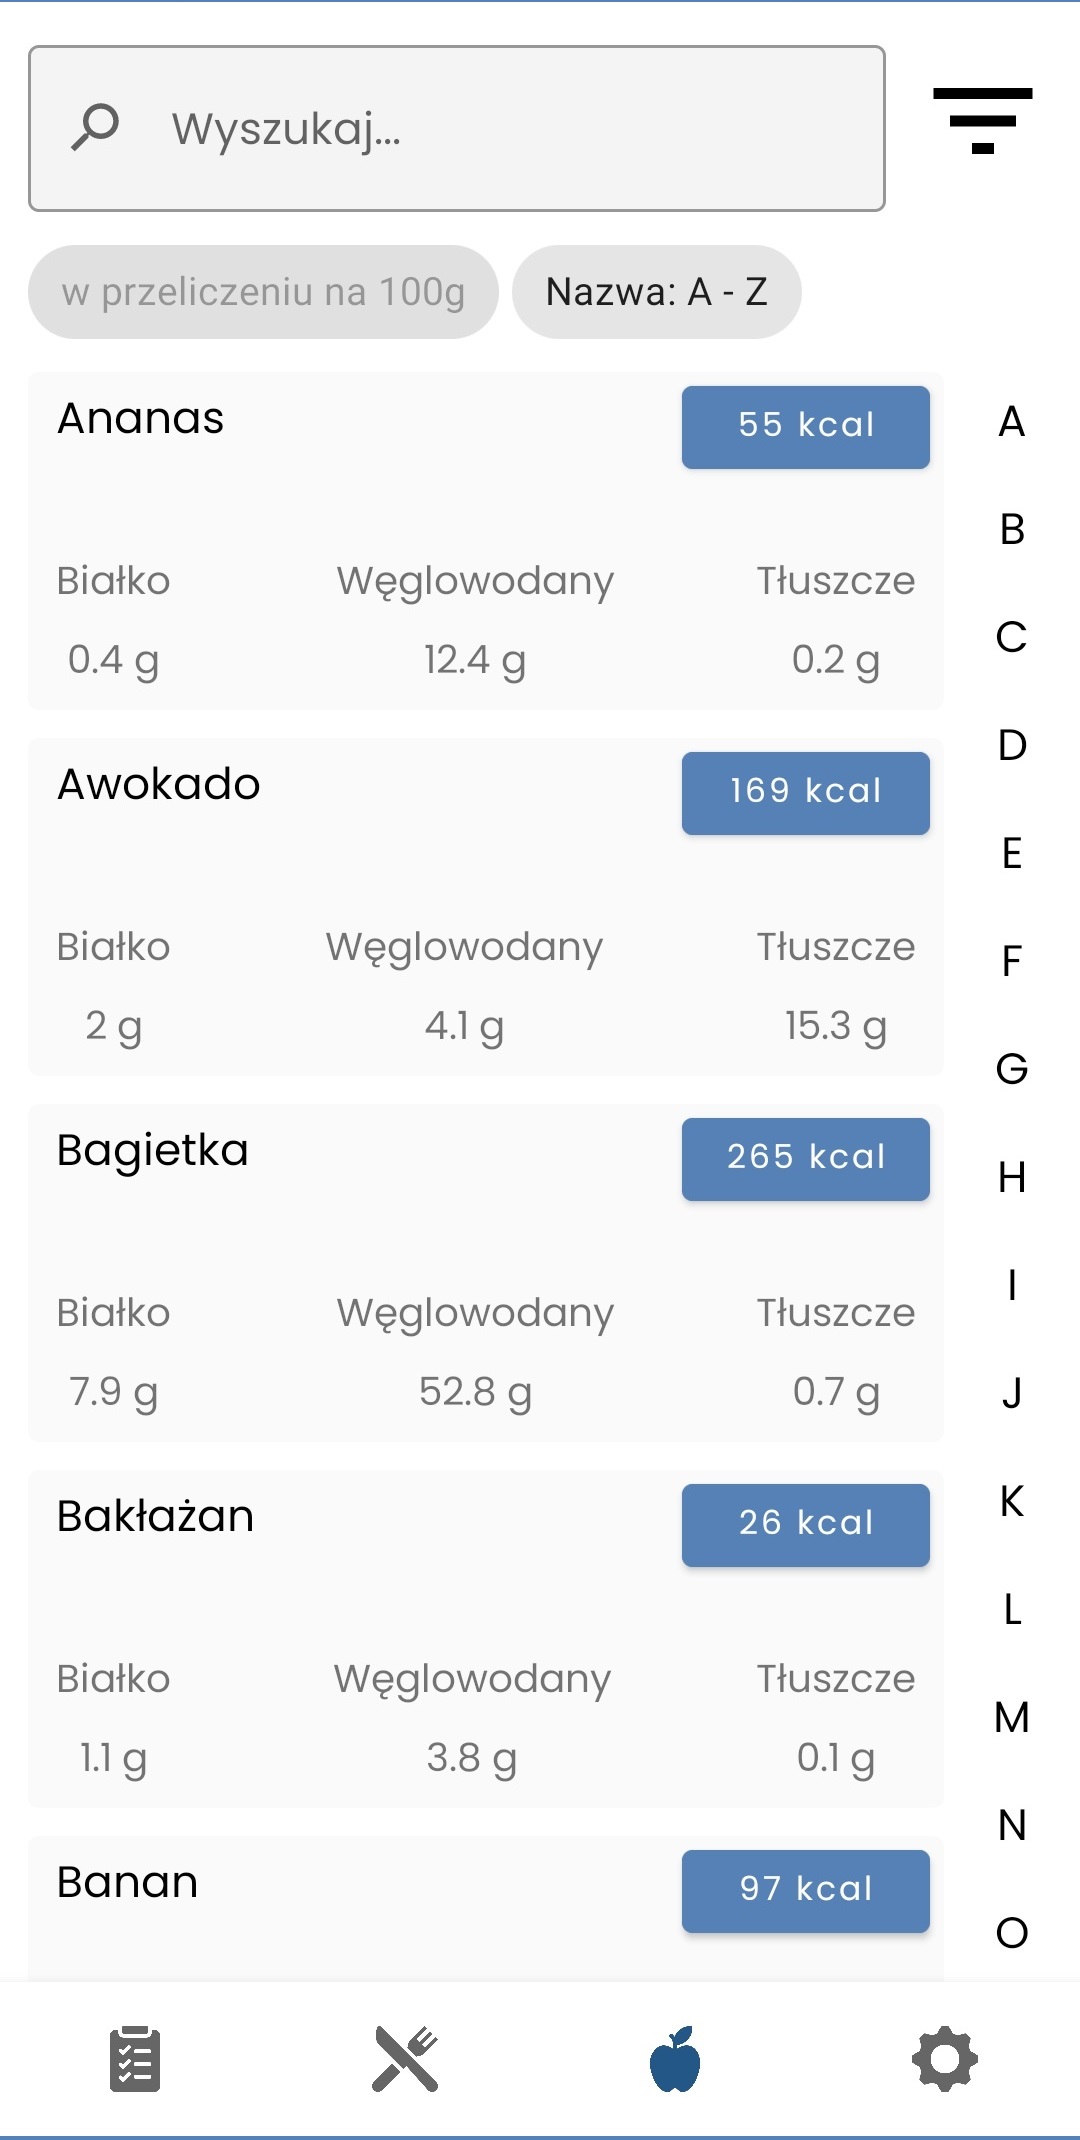 Wyszukaj...
w przeliczeniu na 100g Nazwa: A - Z
Ananas 55 kcal
Białko Węglowodany Tłuszcze
0.4 g 12.4 g 0.2 g
Awokado 169 kcal
Białko Węglowodany Tłuszcze
2 g 4.1 g 15.3 g
Bagietka 265 kcal
Białko Węglowodany Tłuszcze
7.9 g 52.8 g 0.7 g
Bakłażan 26 kcal
Białko Węglowodany Tłuszcze
1.1 g 3.8 g 0.1 g
Banan 97 kcal
A
B
C
D
E
F
G
H
I
J
K
L
M
N
O